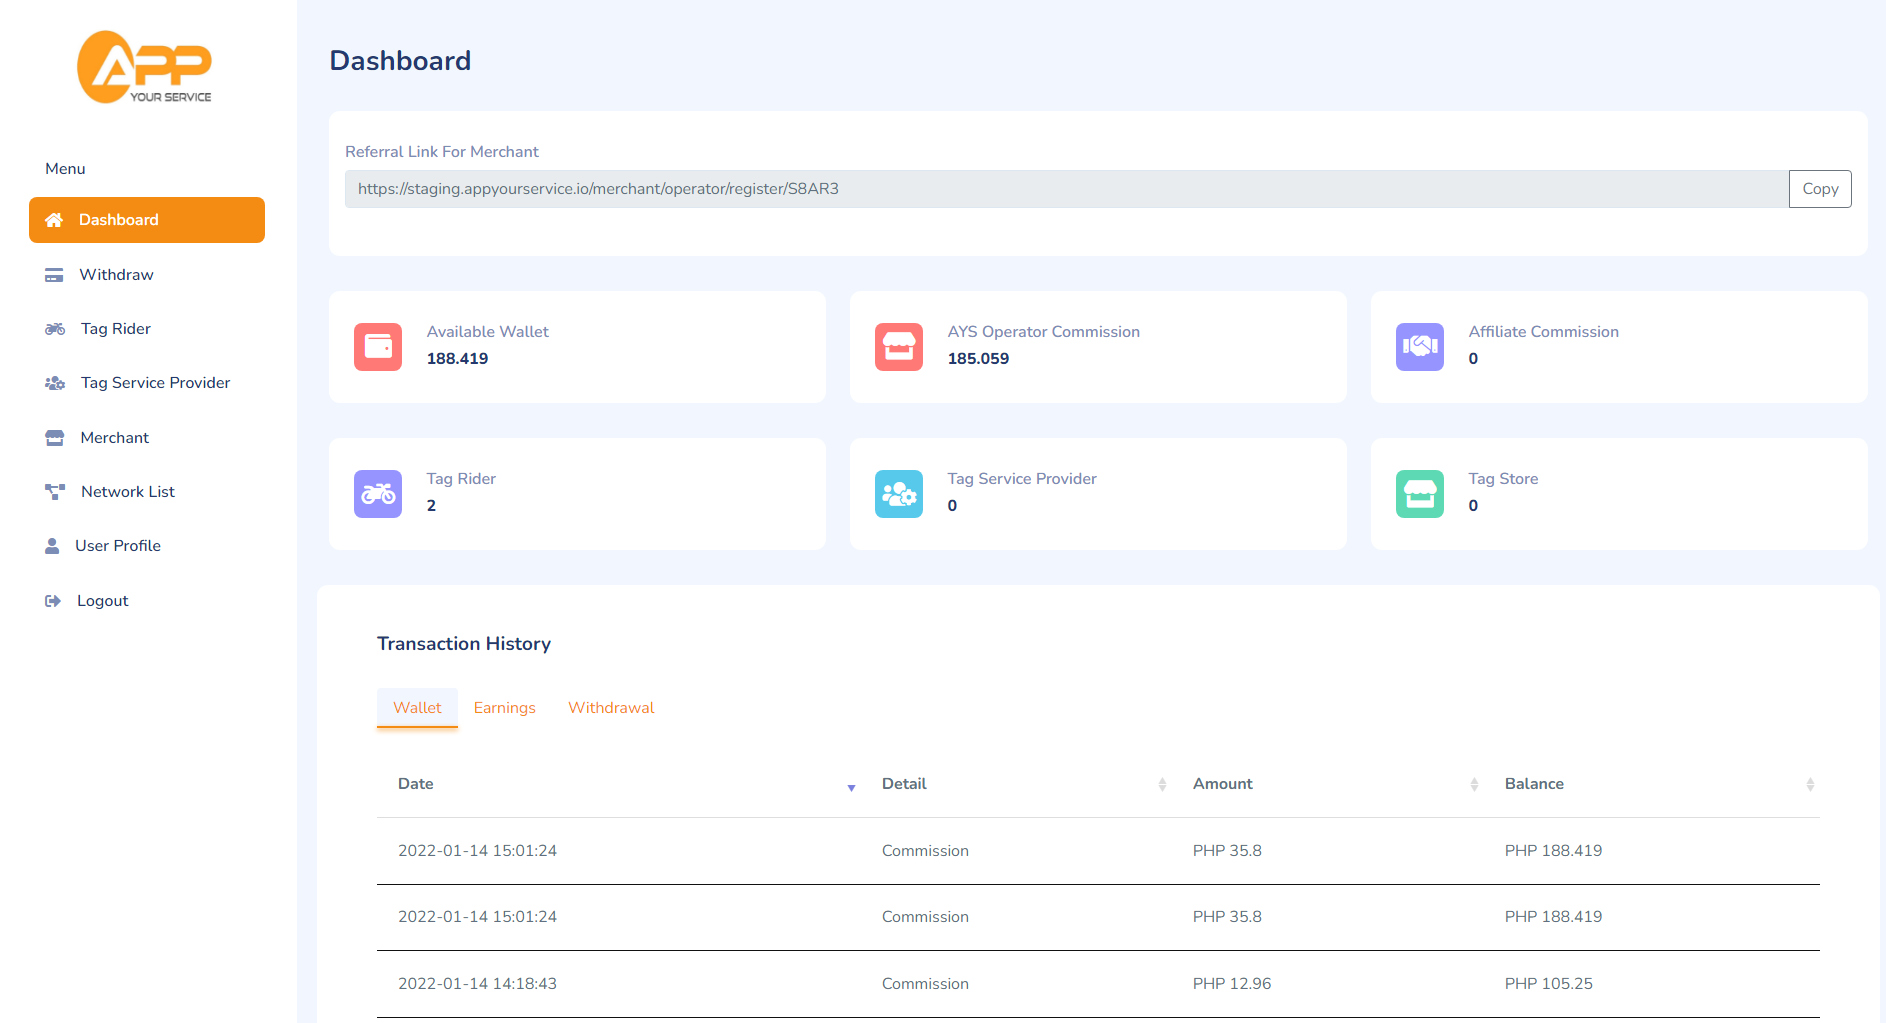 APP
YOUR SERVICE
Menu
Dashboard
Withdraw
Tag Rider
Tag Service Provider
Merchant
Network List
User Profile
Logout
Dashboard
Referral Link For Merchant
https://staging.appyourservice.io/merchant/operator/register/S8AR3 Copy
Available Wallet
188.419
AYS Operator Commission
185.059
Affiliate Commission
0
Tag Rider
2
Tag Service Provider
0
Tag Store
0
Transaction History
Wallet Earnings Withdrawal
Date Detail Amount Balance
2022-01-14 15:01:24 Commission PHP 35.8 PHP 188.419
2022-01-14 15:01:24 Commission PHP 35.8 PHP 188.419
2022-01-14 14:18:43 Commission PHP 12.96 PHP 105.25